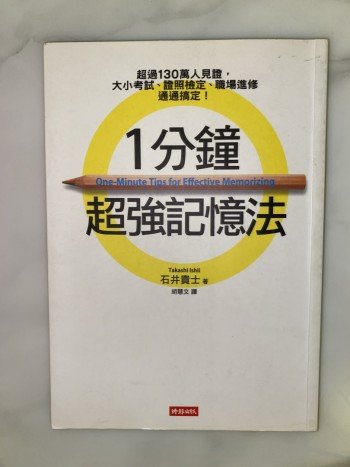 超過130萬人見證，
大小考試、證照檢定、職場進修
通通搞定！
1分鐘
One-Minute Tips for Effective Memorizing
超強記憶法
Takashi Ishii
石井貴士 著
胡慧文 譯
時報出版